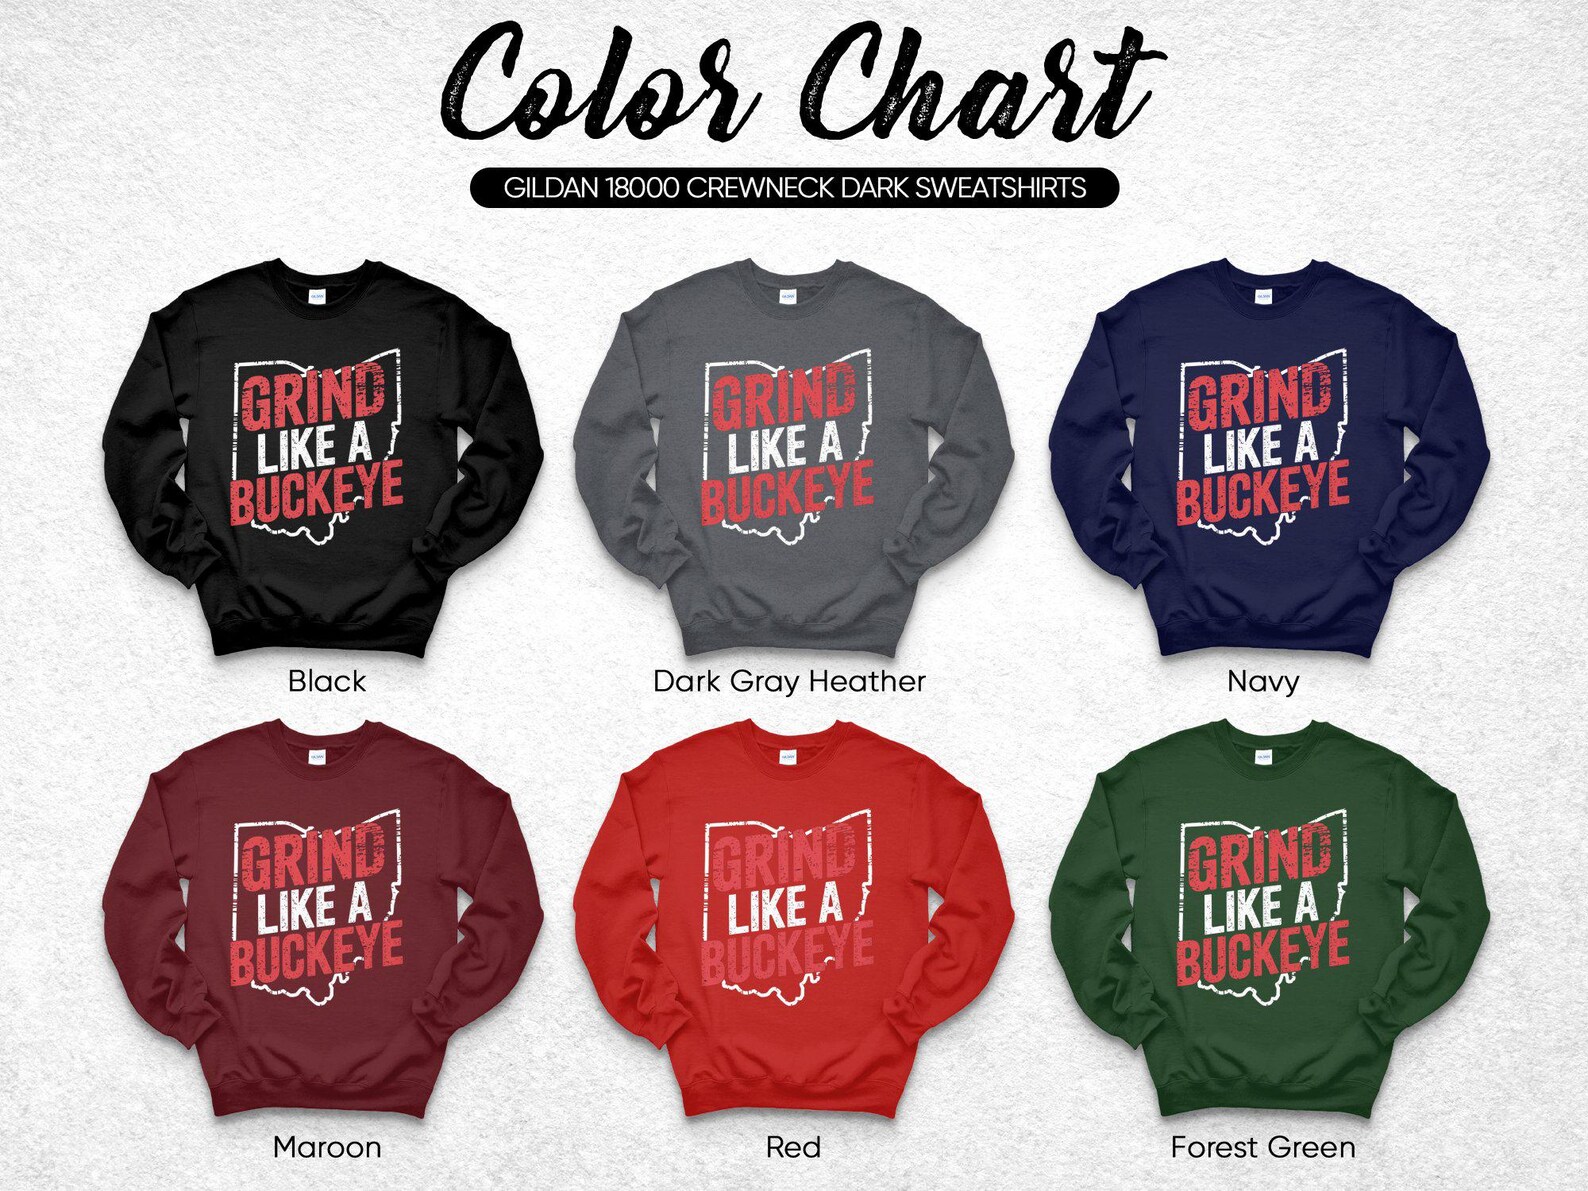 Color Chart
GILDAN 18000 CREWNECK DARK SWEATSHIRTS
GRIND
LIKE A
BUCKEYE
Black
GRIND
LIKE A
BUCKEYE
Dark Gray Heather
GRIND
LIKE A
BUCKEYE
Navy
GRIND
LIKE A
BUCKEYE
Maroon
GRIND
LIKE A
BUCKEYE
Red
GRIND
LIKE A
BUCKEYE
Forest Green